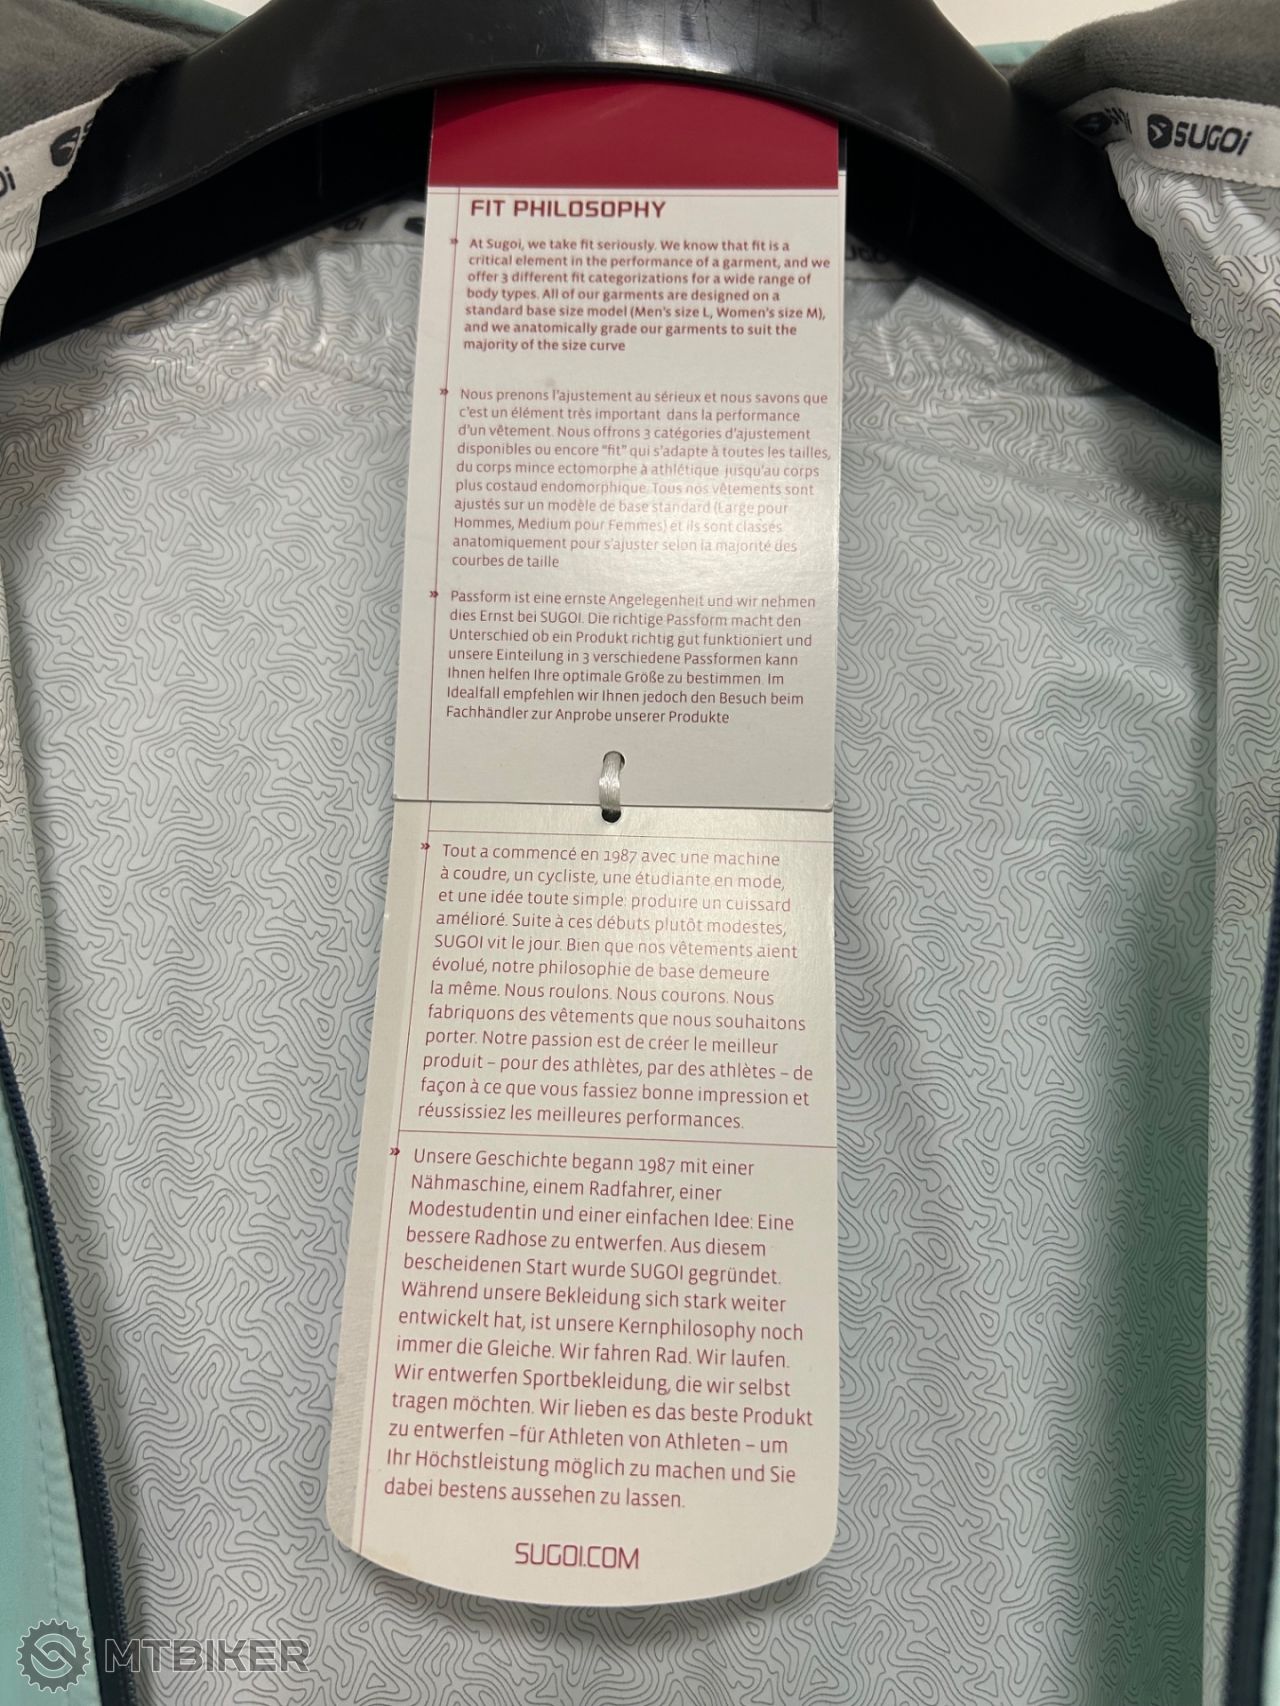 SUGOi
FIT PHILOSOPHY
» At Sugoi, we take fit seriously. We know that fit is a
critical element in the performance of a garment, and we
offer 3 different fit categorizations for a wide range of
body types. All of our garments are designed on a
standard base size model (Men's size L, Women's size M),
and we anatomically grade our garments to suit the
majority of the size curve
» Nous prenons l'ajustement au sérieux et nous savons que
c'est un élément très important dans la performance
d'un vêtement. Nous offrons 3 catégories d'ajustement
disponibles ou encore "fit" qui s'adapte à toutes les tailles,
du corps mince ectomorphe à athlétique jusqu'au corps
plus costaud endomorphique. Tous nos vêtements sont
ajustés sur un modèle de base standard (Large pour
Hommes, Medium pour Femmes) et ils sont classés
anatomiquement pour s'ajuster selon la majorité des
courbes de taille
» Passform ist eine ernste Angelegenheit und wir nehmen
dies Ernst bei SUGOI. Die richtige Passform macht den
Unterschied ob ein Produkt richtig gut funktioniert und
unsere Einteilung in 3 verschiedene Passformen kann
Ihnen helfen Ihre optimale Größe zu bestimmen. Im
Idealfall empfehlen wir Ihnen jedoch den Besuch beim
Fachhändler zur Anprobe unserer Produkte
» Tout a commencé en 1987 avec une machine
à coudre, un cycliste, une étudiante en mode,
et une idée toute simple: produire un cuissard
amélioré. Suite à ces débuts plutôt modestes,
SUGOI vit le jour. Bien que nos vêtements aient
évolué, notre philosophie de base demeure
la même. Nous roulons. Nous courons. Nous
fabriquons des vêtements que nous souhaitons
porter. Notre passion est de créer le meilleur
produit – pour des athlètes, par des athlètes – de
façon à ce que vous fassiez bonne impression et
réussissiez les meilleures performances.
» Unsere Geschichte begann 1987 mit einer
Nähmaschine, einem Radfahrer, einer
Modestudentin und einer einfachen Idee: Eine
bessere Radhose zu entwerfen. Aus diesem
bescheidenen Start wurde SUGOI gegründet.
Während unsere Bekleidung sich stark weiter
entwickelt hat, ist unsere Kernphilosophy noch
immer die Gleiche. Wir fahren Rad. Wir laufen.
Wir entwerfen Sportbekleidung, die wir selbst
tragen möchten. Wir lieben es das beste Produkt
zu entwerfen –für Athleten von Athleten – um
Ihr Höchstleistung möglich zu machen und Sie
dabei bestens aussehen zu lassen.
SUGOI.COM
MTBIKER